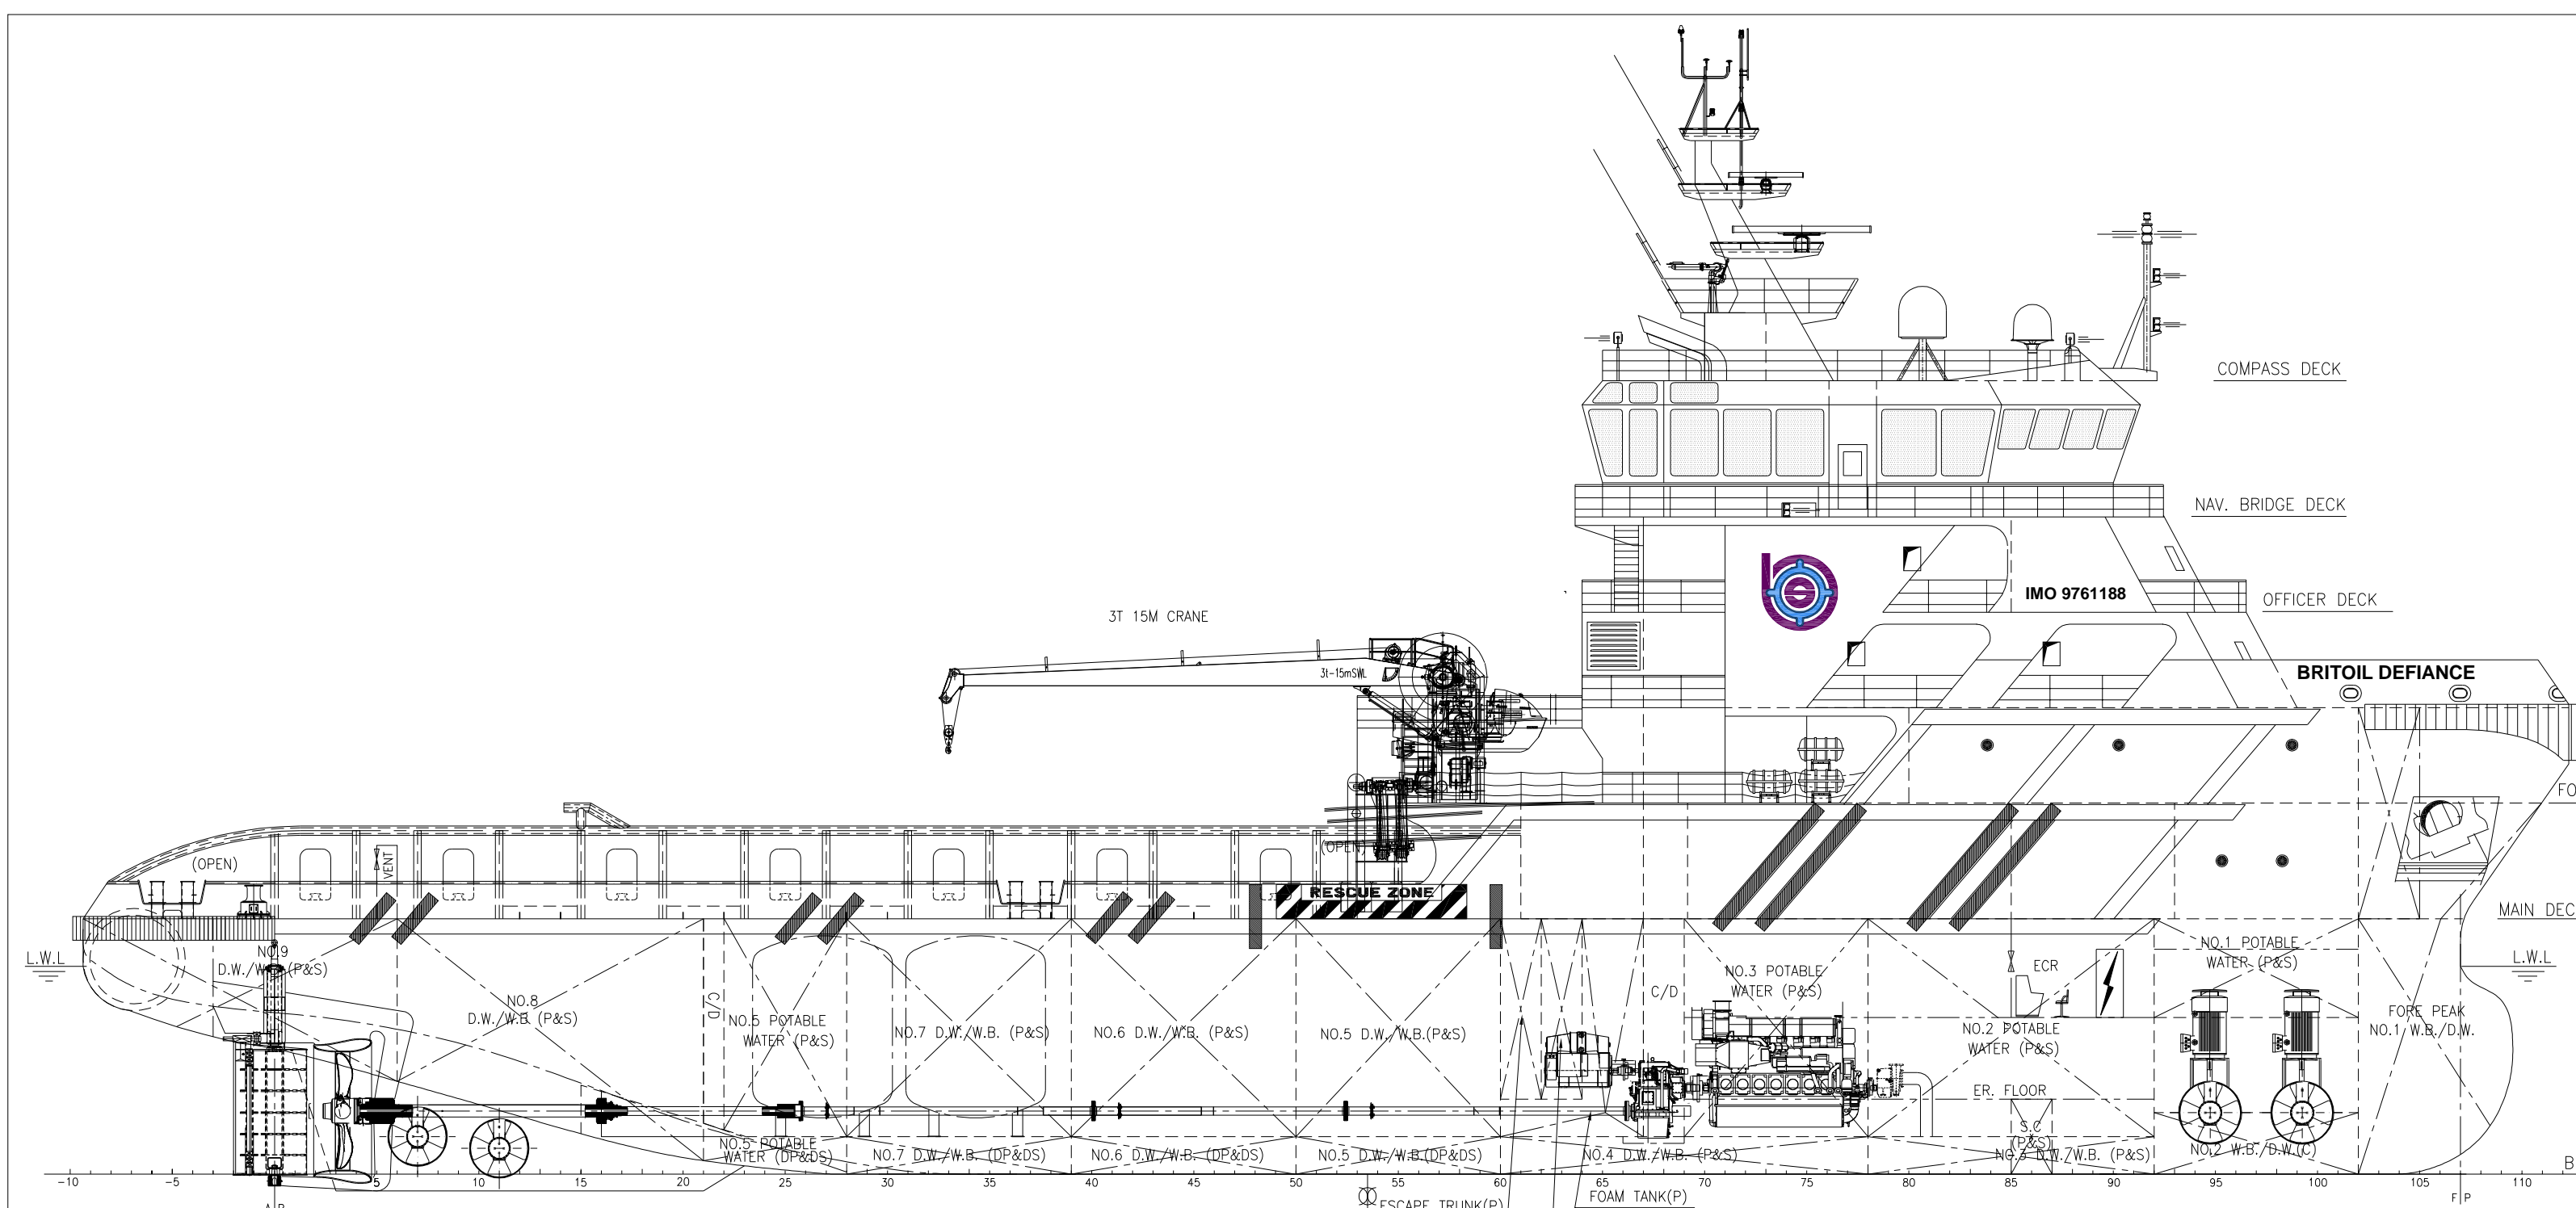 COMPASS DECK
NAV. BRIDGE DECK
IMO 9761188
OFFICER DECK
3T 15M CRANE
3t-15mSWL
BRITOIL DEFIANCE
FO
(OPEN)
VENT
(OPEN)
RESCUE ZONE
MAIN DEC
L.W.L
NO.9
D.W./W.B. (P&S)
NO.8
D.W./W.B. (P&S)
C/D
NO.5 POTABLE
WATER (P&S)
NO.7 D.W./W.B. (P&S)
NO.6 D.W./W.B. (P&S)
NO.5 D.W./W.B.(P&S)
C/D
NO.3 POTABLE
WATER (P&S)
ECR
NO.1 POTABLE
WATER (P&S)
L.W.L
FORE PEAK
NO.1 W.B./D.W.
NO.2 POTABLE
WATER (P&S)
ER. FLOOR
S.C
(P&S)
NO.5 POTABLE
WATER (DP&DS)
NO.7 D.W./W.B. (DP&DS)
NO.6 D.W./W.B. (DP&DS)
NO.5 D.W./W.B.(DP&DS)
NO.4 D.W./W.B. (P&S)
NO.3 D.W/W.B. (P&S)
NO.2 W.B./D.W.(C)
B
-10 -5 5 10 15 20 25 30 35 40 45 50 55 60 65 70 75 80 85 90 95 100 105 110
A P
ESCAPE TRUNK(P)
FOAM TANK(P)
F P